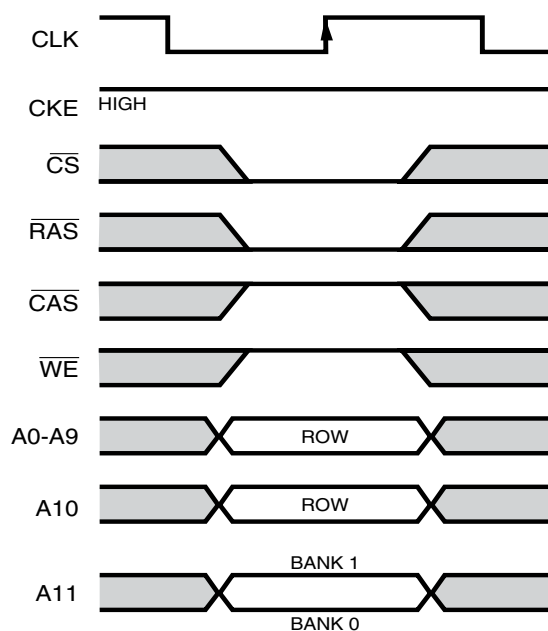 CLK
CKE HIGH
CS
RAS
CAS
WE
A0-A9 ROW
A10 ROW
BANK 1
A11
BANK 0